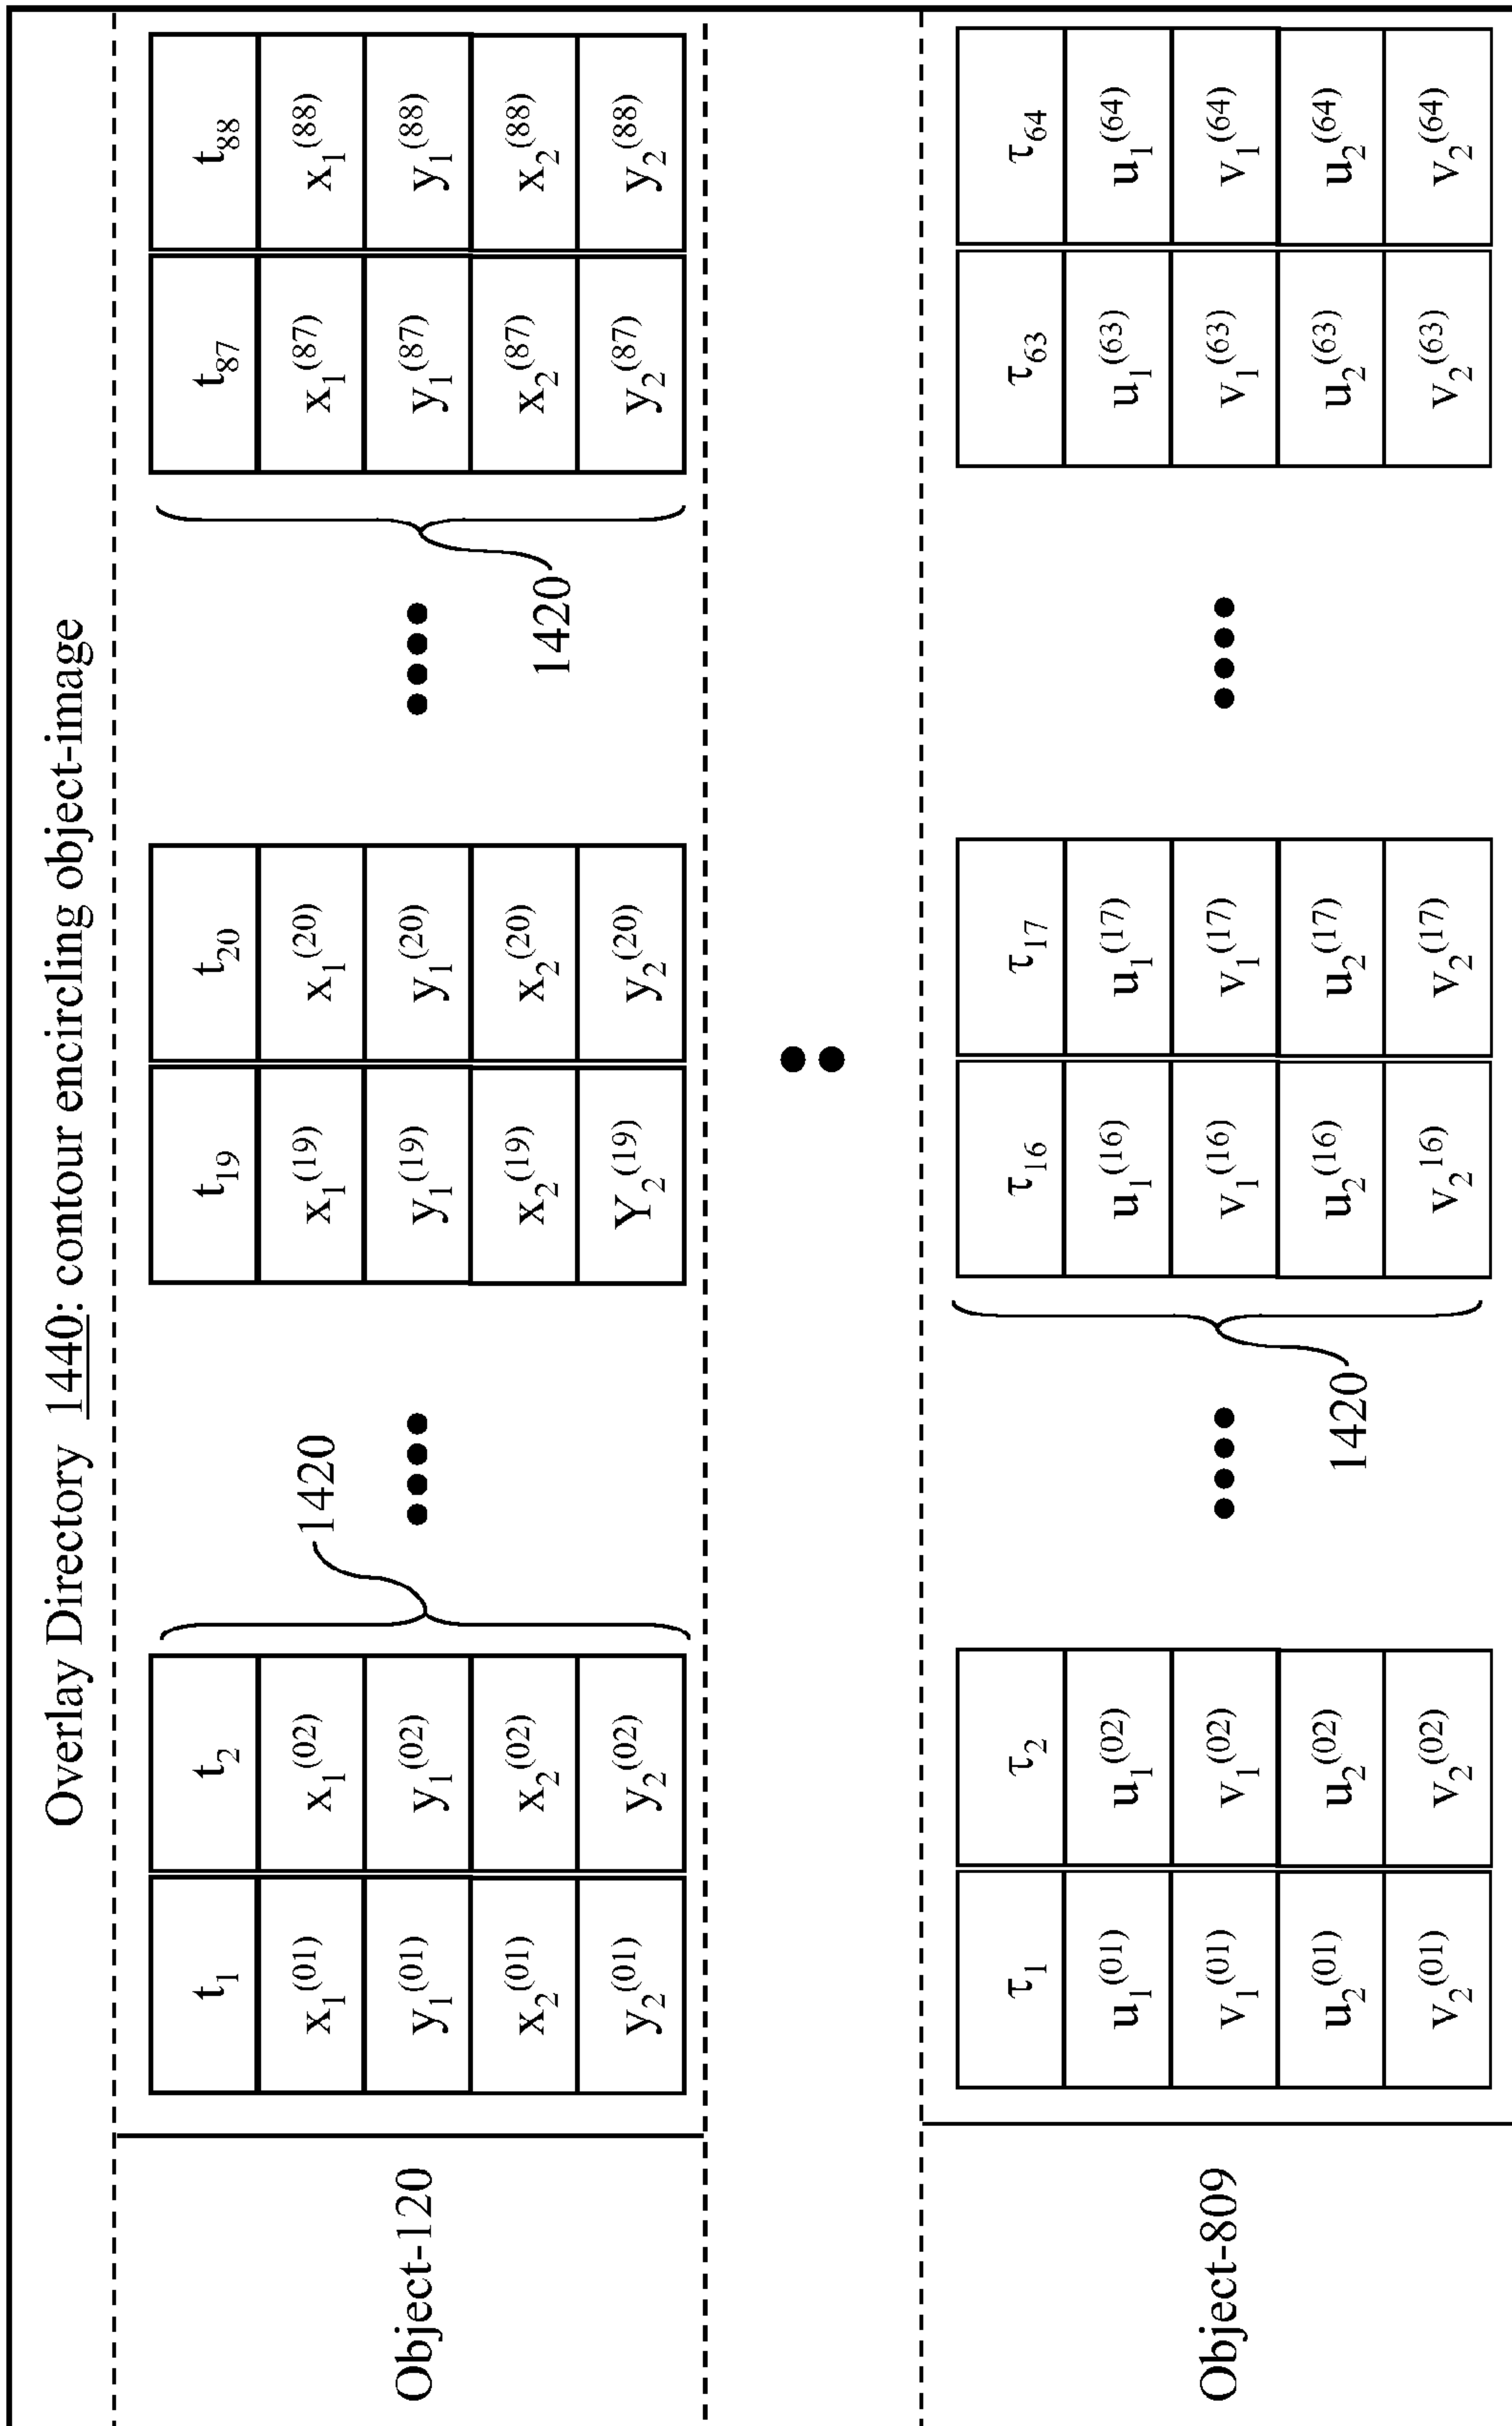 Overlay Directory 1440: contour encircling object-image
Object-120
t₁ t₂ t₁₉ t₂₀ t₈₇ t₈₈
x₁⁽⁰¹⁾ x₁⁽⁰²⁾ x₁⁽¹⁹⁾ x₁⁽²⁰⁾ x₁⁽⁸⁷⁾ x₁⁽⁸⁸⁾
y₁⁽⁰¹⁾ y₁⁽⁰²⁾ y₁⁽¹⁹⁾ y₁⁽²⁰⁾ y₁⁽⁸⁷⁾ y₁⁽⁸⁸⁾
x₂⁽⁰¹⁾ x₂⁽⁰²⁾ x₂⁽¹⁹⁾ x₂⁽²⁰⁾ x₂⁽⁸⁷⁾ x₂⁽⁸⁸⁾
y₂⁽⁰¹⁾ y₂⁽⁰²⁾ Y₂⁽¹⁹⁾ y₂⁽²⁰⁾ y₂⁽⁸⁷⁾ y₂⁽⁸⁸⁾
1420
1420
Object-809
τ₁ τ₂ τ₁₆ τ₁₇ τ₆₃ τ₆₄
u₁⁽⁰¹⁾ u₁⁽⁰²⁾ u₁⁽¹⁶⁾ u₁⁽¹⁷⁾ u₁⁽⁶³⁾ u₁⁽⁶⁴⁾
v₁⁽⁰¹⁾ v₁⁽⁰²⁾ v₁⁽¹⁶⁾ v₁⁽¹⁷⁾ v₁⁽⁶³⁾ v₁⁽⁶⁴⁾
u₂⁽⁰¹⁾ u₂⁽⁰²⁾ u₂⁽¹⁶⁾ u₂⁽¹⁷⁾ u₂⁽⁶³⁾ u₂⁽⁶⁴⁾
v₂⁽⁰¹⁾ v₂⁽⁰²⁾ v₂¹⁶⁾ v₂⁽¹⁷⁾ v₂⁽⁶³⁾ v₂⁽⁶⁴⁾
1420